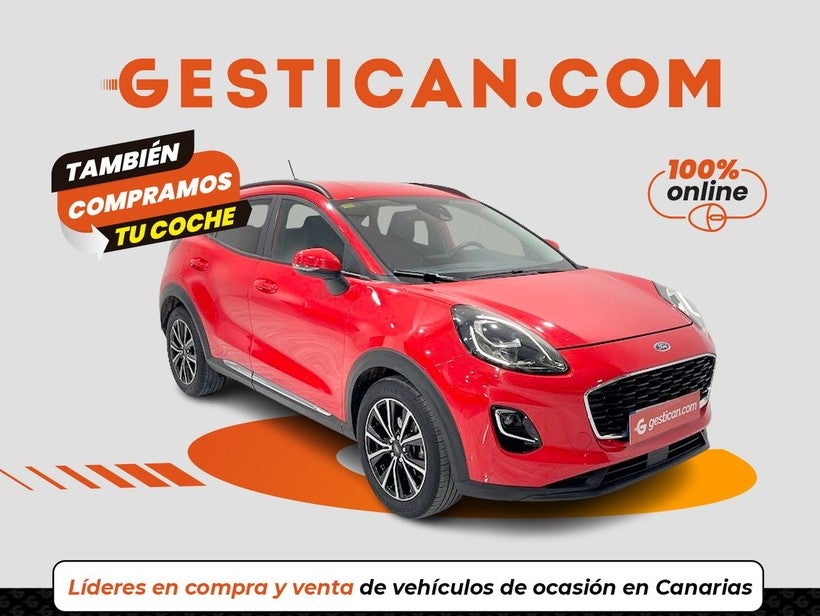 GESTICAN.COM
TAMBIÉN
COMPRAMOS
TU COCHE
100%
online
Ford
gestican.com
Líderes en compra y venta de vehículos de ocasión en Canarias